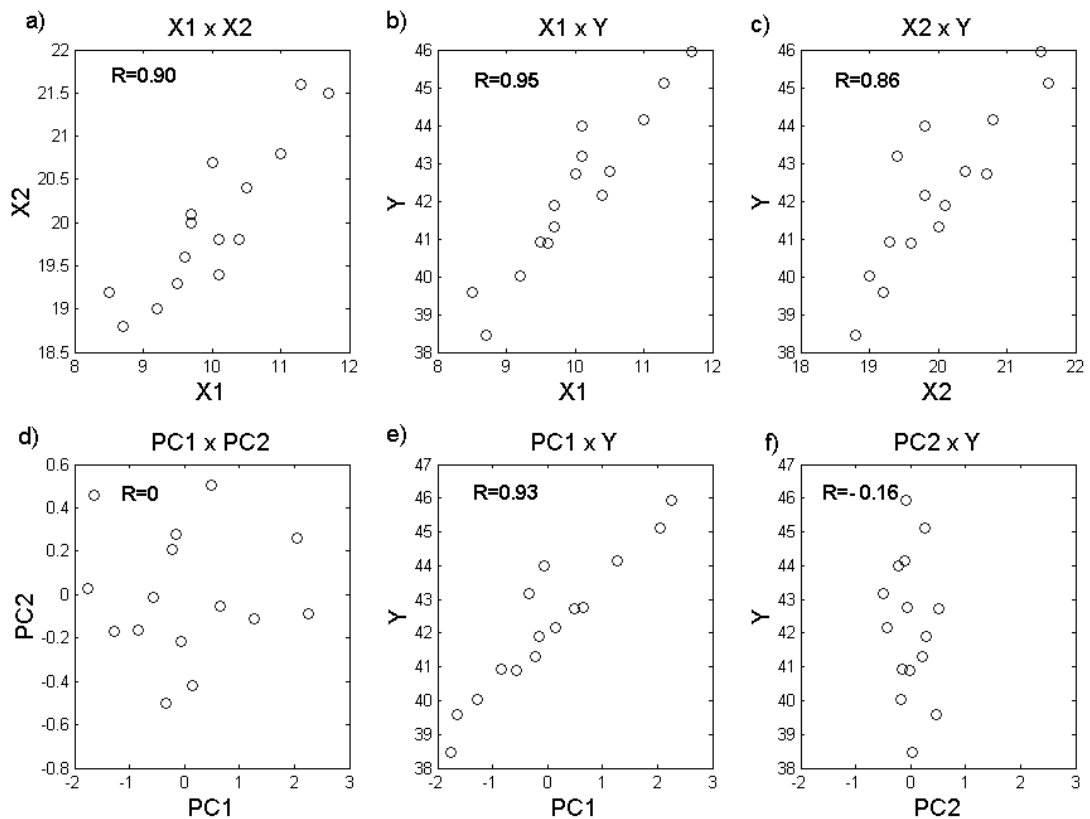 a) X1 x X2
R=0.90
22
21.5
21
20.5
20
19.5
19
18.5
X2
8 9 10 11 12
X1
b) X1 x Y
R=0.95
46
45
44
43
42
41
40
39
38
Y
8 9 10 11 12
X1
c) X2 x Y
R=0.86
46
45
44
43
42
41
40
39
38
Y
18 19 20 21 22
X2
d) PC1 x PC2
R=0
0.6
0.4
0.2
0
-0.2
-0.4
-0.6
-0.8
PC2
-2 -1 0 1 2 3
PC1
e) PC1 x Y
R=0.93
47
46
45
44
43
42
41
40
39
38
Y
-2 -1 0 1 2 3
PC1
f) PC2 x Y
R=-0.16
47
46
45
44
43
42
41
40
39
38
Y
-2 -1 0 1 2 3
PC2